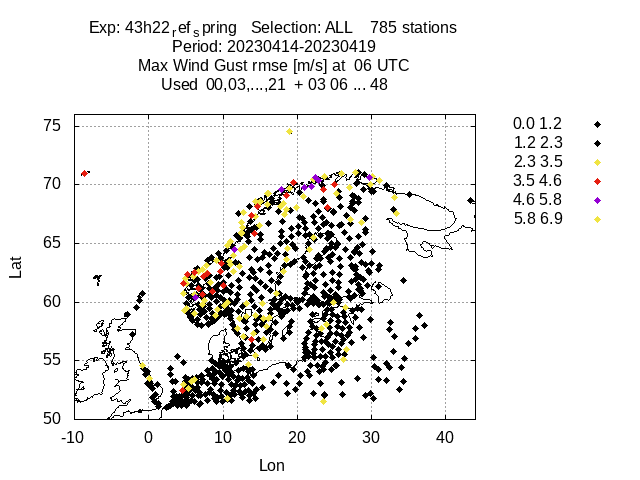 Exp: 43h22refspring Selection: ALL 785 stations
Period: 20230414-20230419
Max Wind Gust rmse [m/s] at 06 UTC
Used 00,03,...,21 + 03 06 ... 48
75
70
65
60
55
50
Lat
-10 0 10 20 30 40
Lon
0.0 1.2
1.2 2.3
2.3 3.5
3.5 4.6
4.6 5.8
5.8 6.9